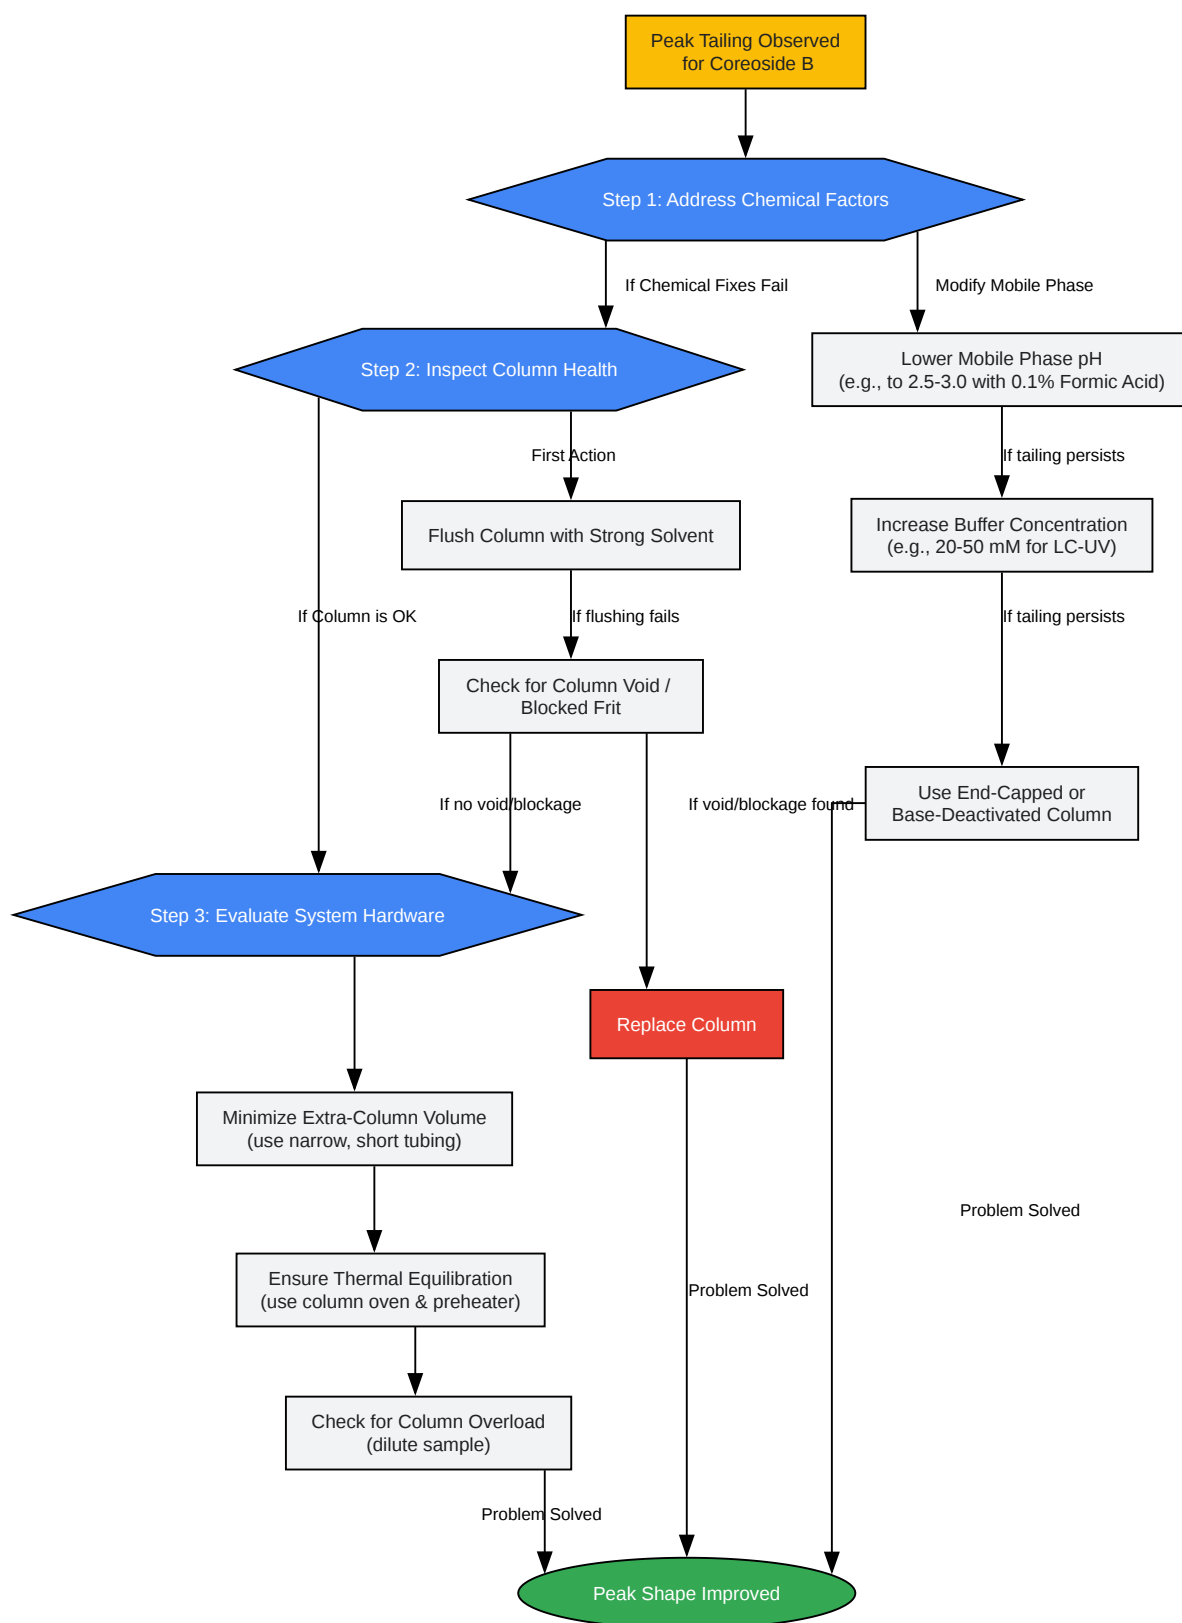 Peak Tailing Observed
for Coreoside B
Step 1: Address Chemical Factors
If Chemical Fixes Fail
Modify Mobile Phase
Step 2: Inspect Column Health
Lower Mobile Phase pH
(e.g., to 2.5-3.0 with 0.1% Formic Acid)
First Action
If tailing persists
Flush Column with Strong Solvent
Increase Buffer Concentration
(e.g., 20-50 mM for LC-UV)
If Column is OK
If flushing fails
If tailing persists
Check for Column Void /
Blocked Frit
If no void/blockage
If void/blockage found
Use End-Capped or
Base-Deactivated Column
Step 3: Evaluate System Hardware
Replace Column
Minimize Extra-Column Volume
(use narrow, short tubing)
Problem Solved
Ensure Thermal Equilibration
(use column oven & preheater)
Problem Solved
Check for Column Overload
(dilute sample)
Problem Solved
Peak Shape Improved